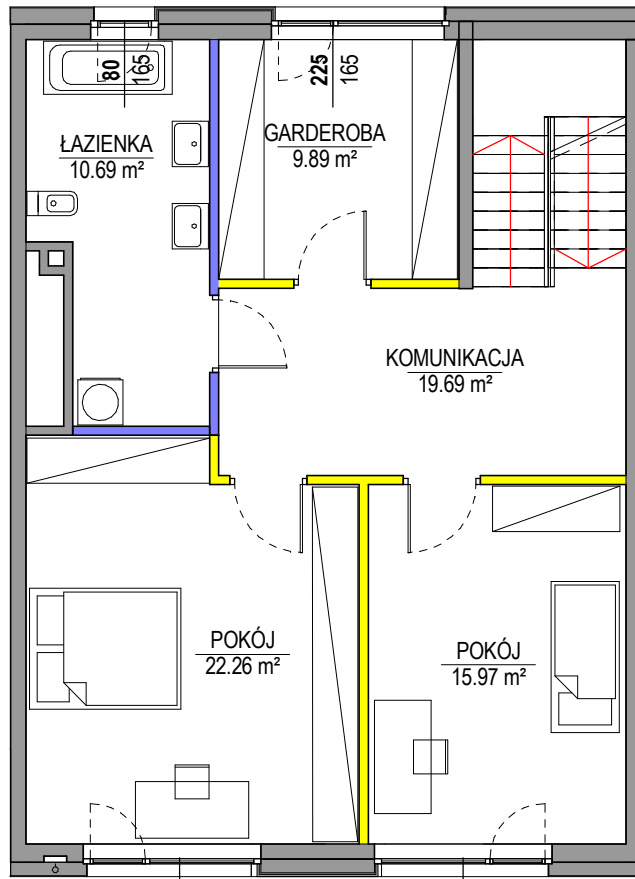 80
165
225
165
ŁAZIENKA
10.69 m²
GARDEROBA
9.89 m²
KOMUNIKACJA
19.69 m²
POKÓJ
22.26 m²
POKÓJ
15.97 m²